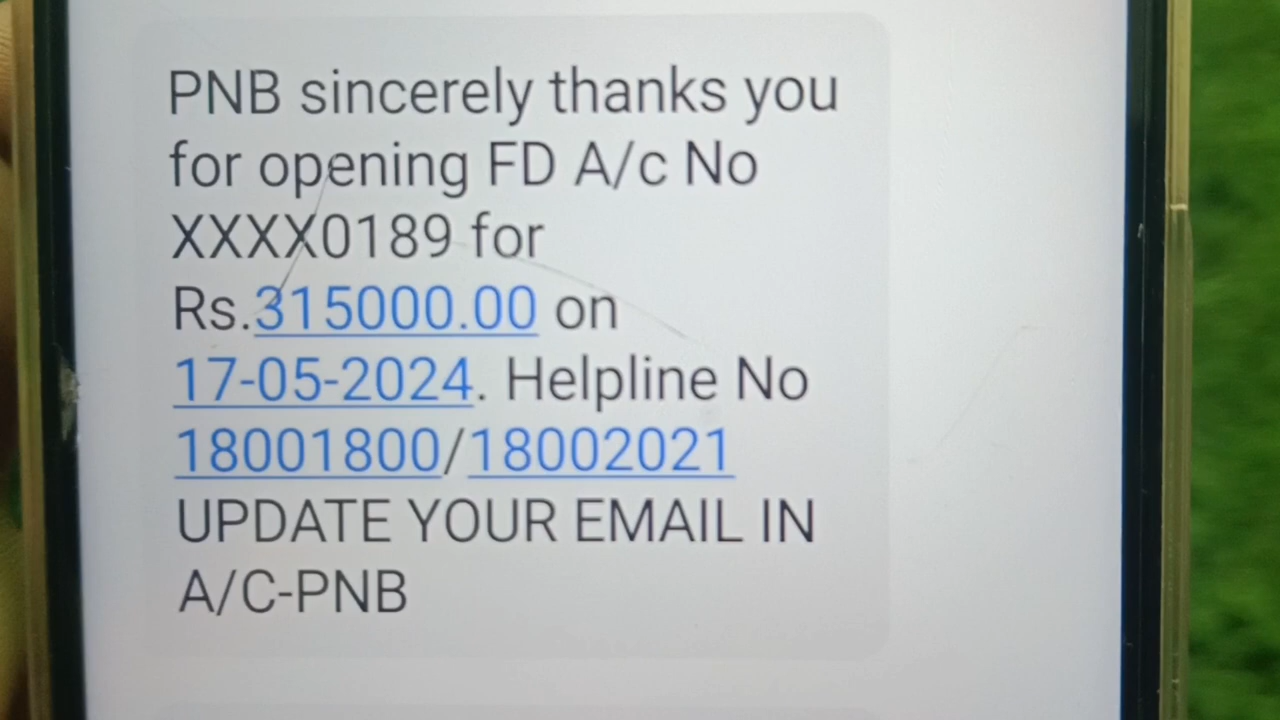 PNB sincerely thanks you
for opening FD A/c No
XXXX0189 for
Rs.315000.00 on
17-05-2024. Helpline No
18001800/18002021
UPDATE YOUR EMAIL IN
A/C-PNB